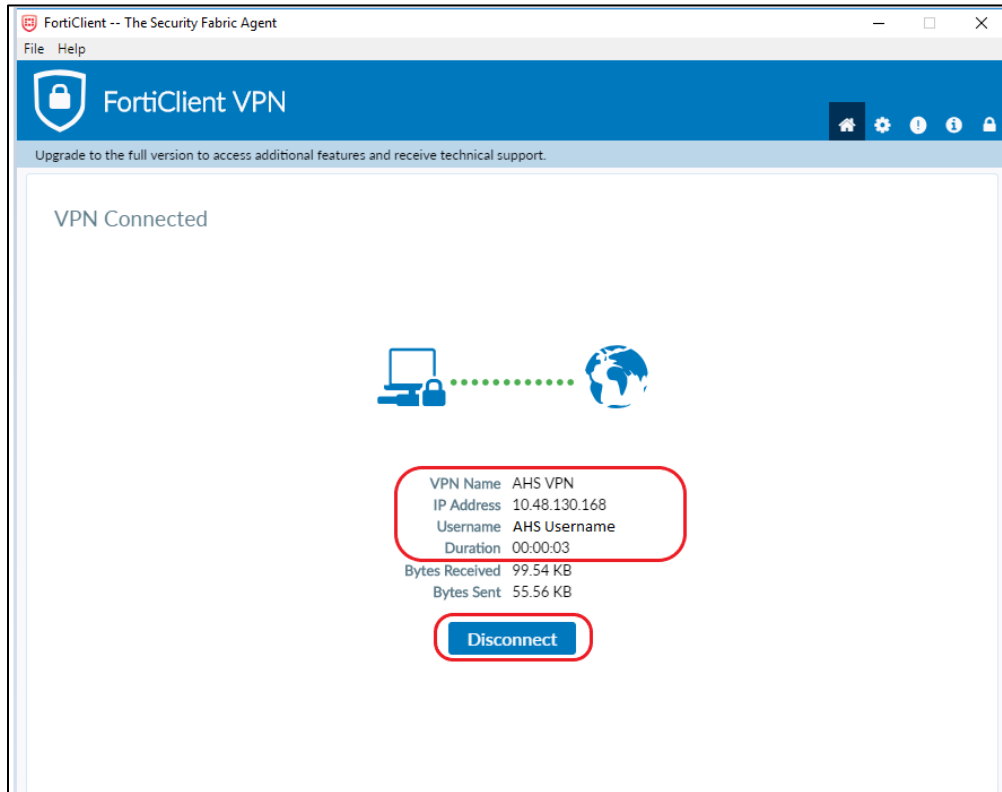 FortiClient -- The Security Fabric Agent
File Help
FortiClient VPN
Upgrade to the full version to access additional features and receive technical support.
VPN Connected
VPN Name AHS VPN
IP Address 10.48.130.168
Username AHS Username
Duration 00:00:03
Bytes Received 99.54 KB
Bytes Sent 55.56 KB
Disconnect